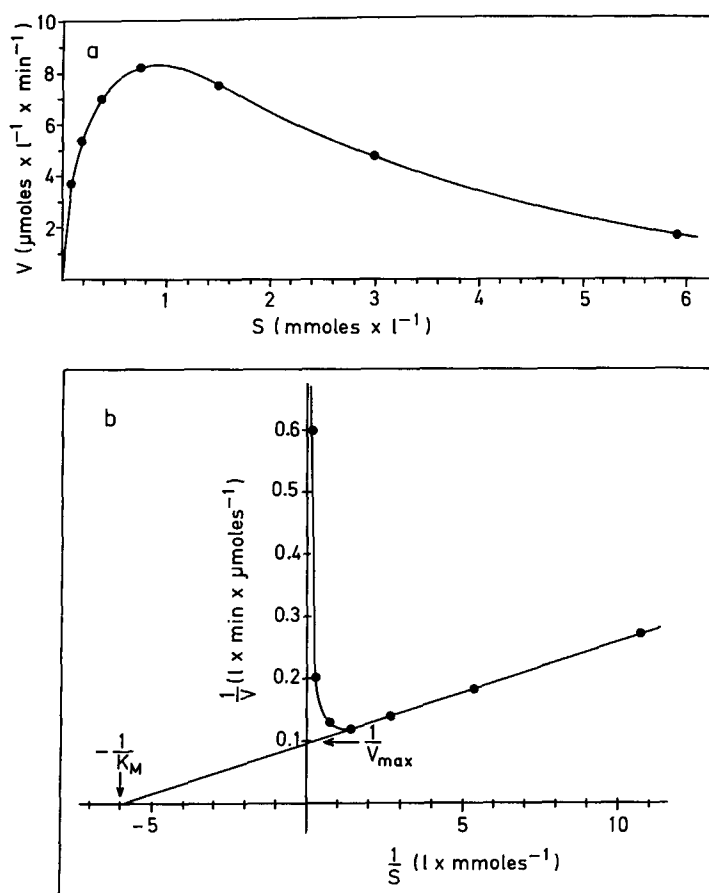 a
V (μmoles x l⁻¹ x min⁻¹)
10
8
6
4
2
1
2
3
4
5
6
S (mmoles x l⁻¹)
b
1/V (l x min x μmoles⁻¹)
0.6
0.5
0.4
0.3
0.2
0.1
1/Vmax
-1/KM
-5
5
10
1/S (l x mmoles⁻¹)